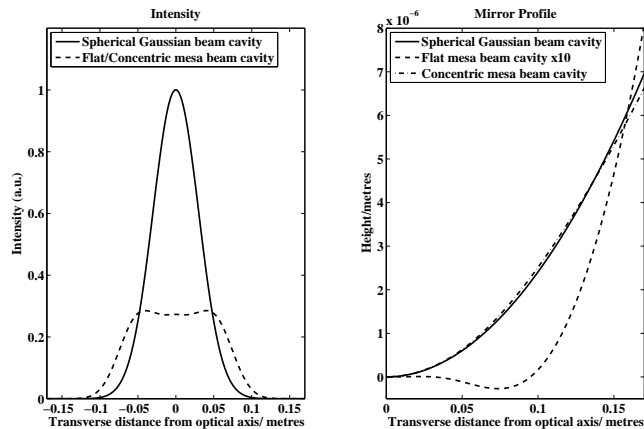 Intensity
Spherical Gaussian beam cavity
Flat/Concentric mesa beam cavity
Intensity (a.u.)
1
0.8
0.6
0.4
0.2
0
−0.15
−0.1
−0.05
0
0.05
0.1
0.15
Transverse distance from optical axis/ metres
Mirror Profile
x 10⁻⁶
Spherical Gaussian beam cavity
Flat mesa beam cavity x10
Concentric mesa beam cavity
Height/metres
8
7
6
5
4
3
2
1
0
0
0.05
0.1
0.15
Transverse distance from optical axis/ metres